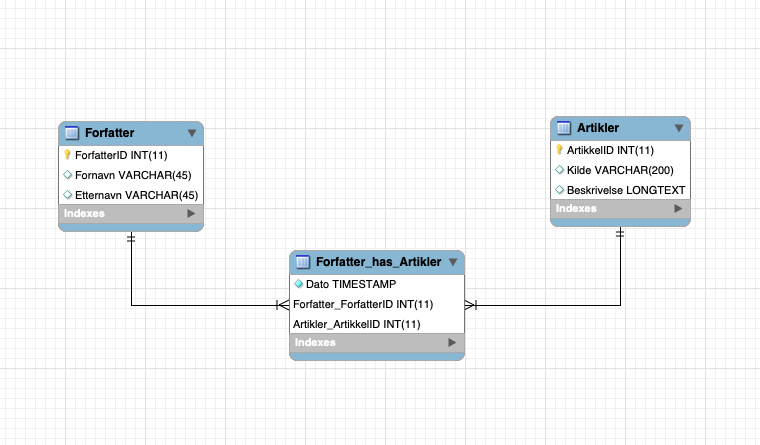 Forfatter
ForfatterID INT(11)
Fornavn VARCHAR(45)
Etternavn VARCHAR(45)
Indexes
Artikler
ArtikkelID INT(11)
Kilde VARCHAR(200)
Beskrivelse LONGTEXT
Indexes
Forfatter_has_Artikler
Dato TIMESTAMP
Forfatter_ForfatterID INT(11)
Artikler_ArtikkelID INT(11)
Indexes